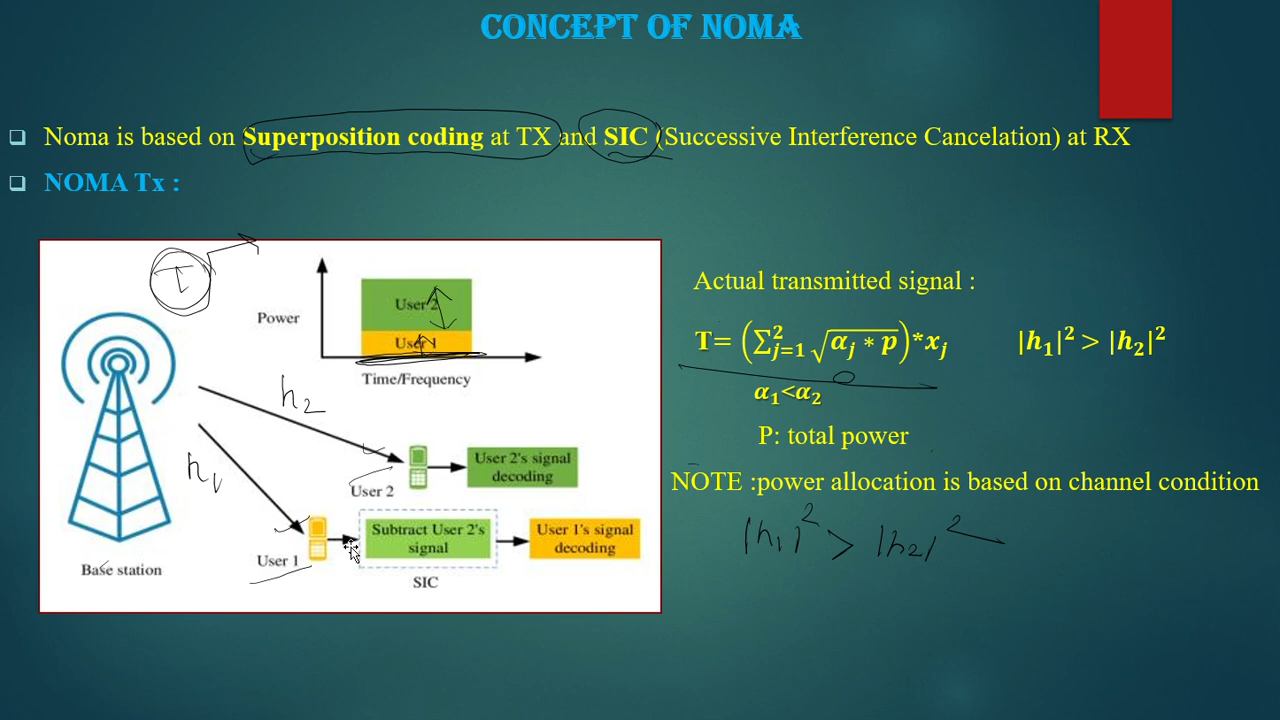 CONCEPT OF NOMA
❑ Noma is based on Superposition coding at TX and SIC (Successive Interference Cancelation) at RX
❑ NOMA Tx :
T
Power
User 2
User 1
Time/Frequency
h2
h1
User 2
User 2's signal decoding
User 1
Subtract User 2's signal
User 1's signal decoding
SIC
Base station
Actual transmitted signal :
T= (∑²ⱼ₌₁ √(αⱼ * p))*xⱼ |h₁|² > |h₂|²
α₁<α₂
P: total power
NOTE :power allocation is based on channel condition
|h₁|² > |h₂|²